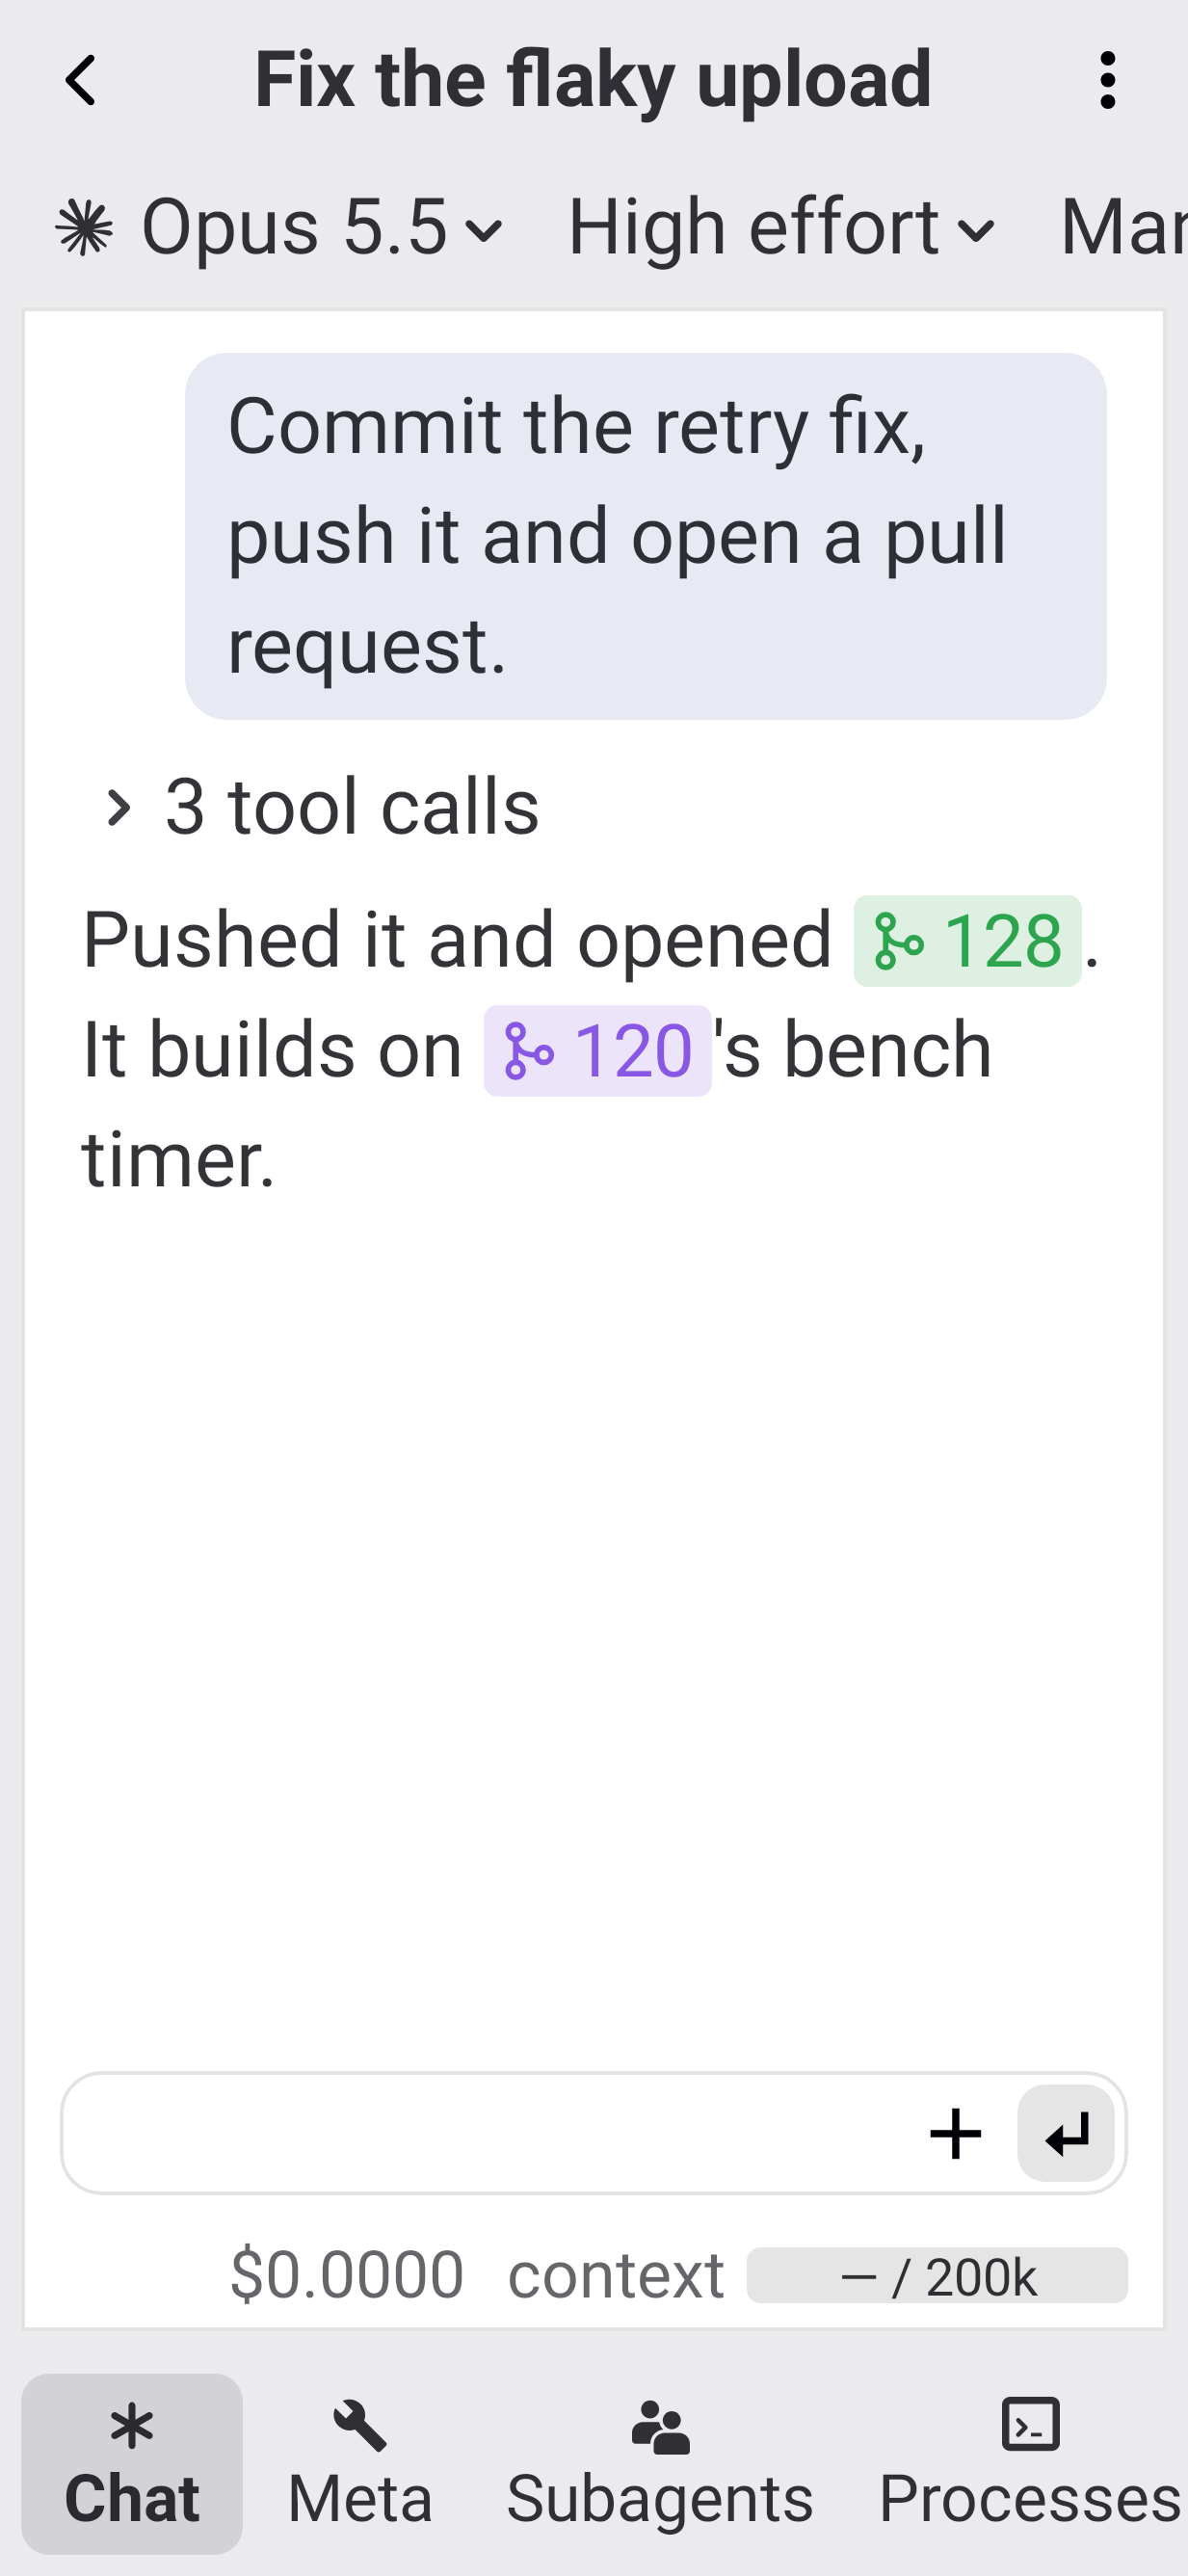 Fix the flaky upload
Opus 5.5 High effort Mar
Commit the retry fix,
push it and open a pull
request.
3 tool calls
Pushed it and opened 128.
It builds on 120's bench
timer.
$0.0000 context — / 200k
Chat Meta Subagents Processes